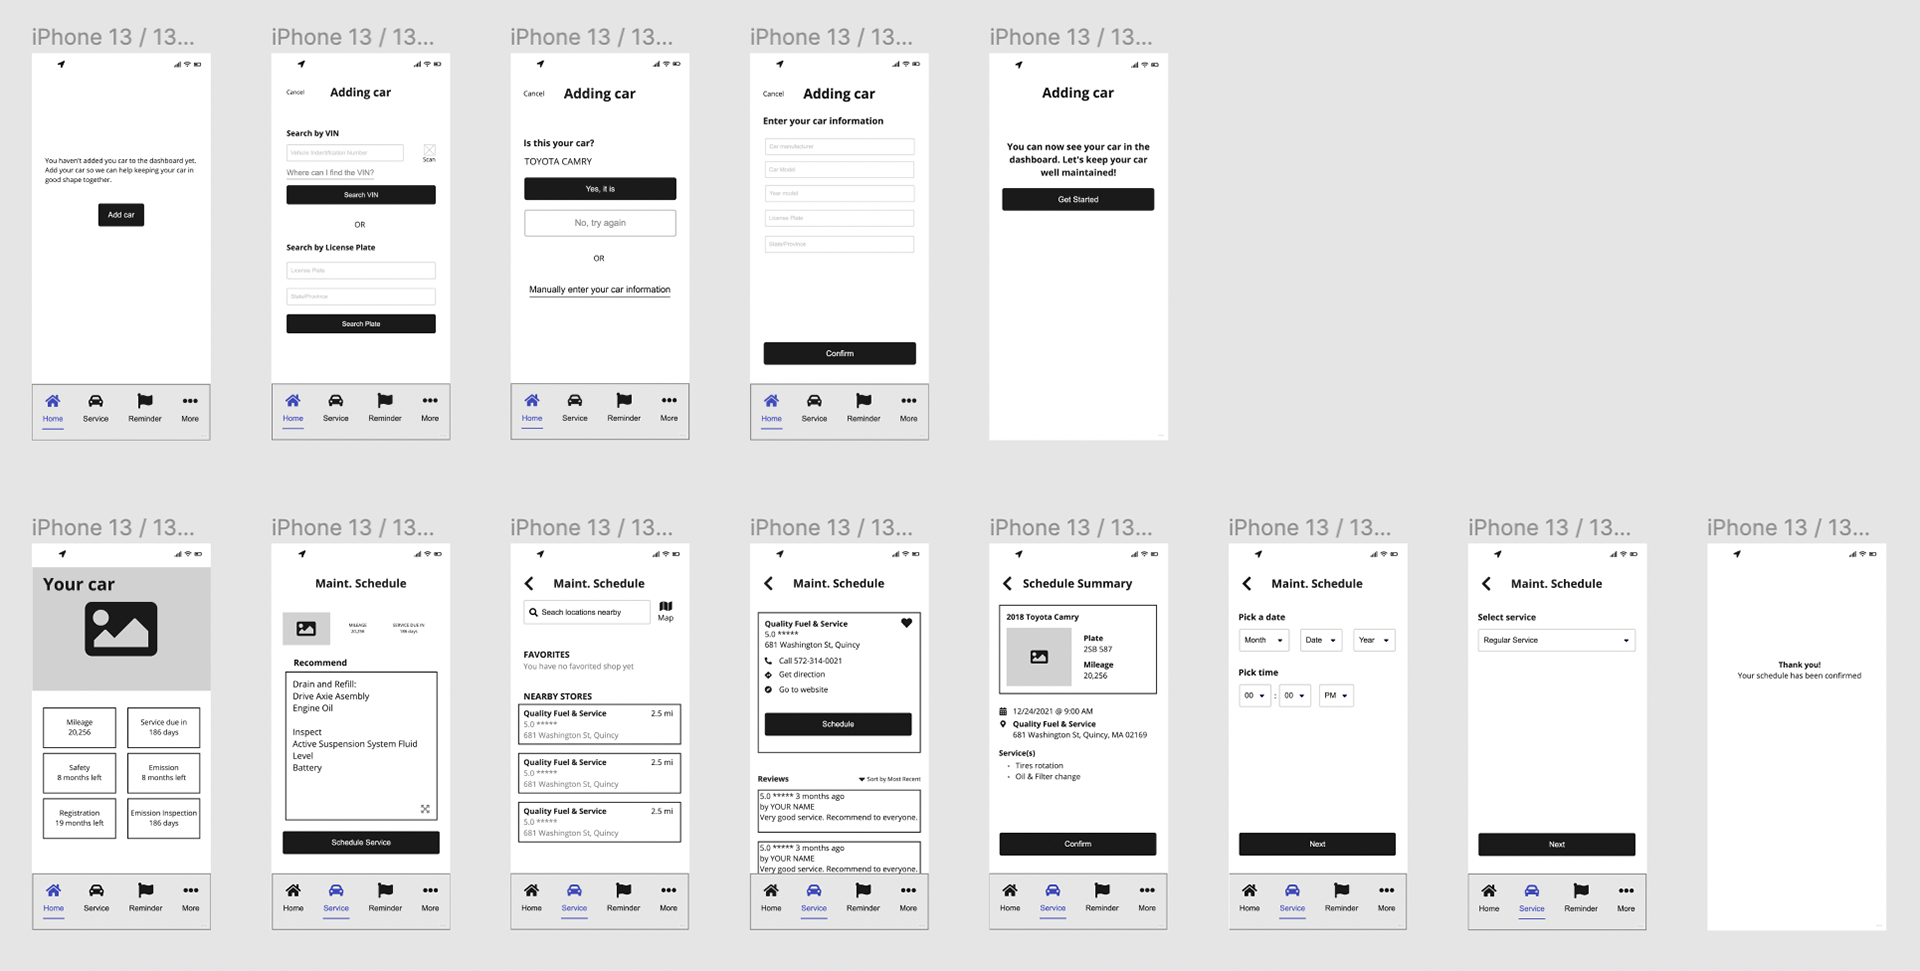 iPhone 13 / 13...
You haven't added you car to the dashboard yet.
Add your car so we can help keeping your car in
good shape together.
Add car
Home
Service
Reminder
More
iPhone 13 / 13...
Cancel
Adding car
Search by VIN
Vehicle Indentification Number
Scan
Where can I find the VIN?
Search VIN
OR
Search by License Plate
License Plate
State/Province
Search Plate
Home
Service
Reminder
More
iPhone 13 / 13...
Cancel
Adding car
Is this your car?
TOYOTA CAMRY
Yes, it is
No, try again
OR
Manually enter your car information
Home
Service
Reminder
More
iPhone 13 / 13...
Cancel
Adding car
Enter your car information
Car manufacturer
Car Model
Year model
License Plate
State/Province
Confirm
Home
Service
Reminder
More
iPhone 13 / 13...
Adding car
You can now see your car in the
dashboard. Let's keep your car
well maintained!
Get Started
iPhone 13 / 13...
Your car
Mileage
20,256
Service due in
186 days
Safety
8 months left
Emission
8 months left
Registration
19 months left
Emission Inspection
186 days
Home
Service
Reminder
More
iPhone 13 / 13...
Maint. Schedule
MILEAGE
20,256
SERVICE DUE IN
186 days
Recommend
Drain and Refill:
Drive Axie Asembly
Engine Oil
Inspect
Active Suspension System Fluid
Level
Battery
Schedule Service
Home
Service
Reminder
More
iPhone 13 / 13...
Maint. Schedule
Seach locations nearby
Map
FAVORITES
You have no favorited shop yet
NEARBY STORES
Quality Fuel & Service 2.5 mi
5.0 *****
681 Washington St, Quincy
Quality Fuel & Service 2.5 mi
5.0 *****
681 Washington St, Quincy
Quality Fuel & Service 2.5 mi
5.0 *****
681 Washington St, Quincy
Home
Service
Reminder
More
iPhone 13 / 13...
Maint. Schedule
Quality Fuel & Service
5.0 *****
681 Washington St, Quincy
Call 572-314-0021
Get direction
Go to website
Schedule
Reviews
Sort by Most Recent
5.0 ***** 3 months ago
by YOUR NAME
Very good service. Recommend to everyone.
5.0 ***** 3 months ago
by YOUR NAME
Very good service. Recommend to everyone.
Home
Service
Reminder
More
iPhone 13 / 13...
Schedule Summary
2018 Toyota Camry
Plate
2SB 587
Mileage
20,256
12/24/2021 @ 9:00 AM
Quality Fuel & Service
681 Washington St, Quincy, MA 02169
Service(s)
- Tires rotation
- Oil & Filter change
Confirm
Home
Service
Reminder
More
iPhone 13 / 13...
Maint. Schedule
Pick a date
Month
Date
Year
Pick time
00 : 00 PM
Next
Home
Service
Reminder
More
iPhone 13 / 13...
Maint. Schedule
Select service
Regular Service
Next
Home
Service
Reminder
More
iPhone 13 / 13...
Thank you!
Your schedule has been confirmed